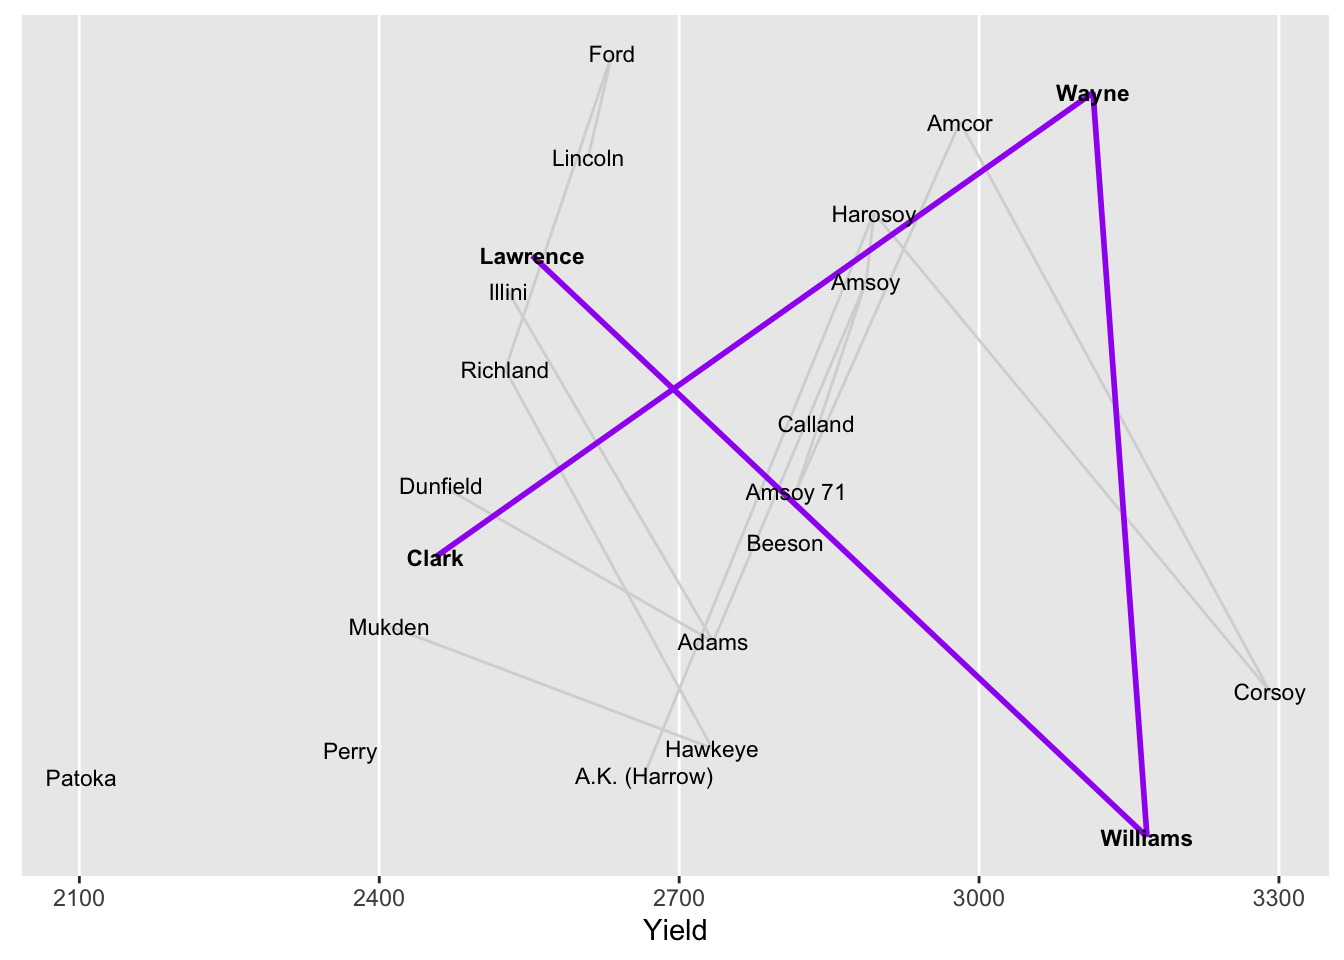 Ford
Wayne
Amcor
Lincoln
Harosoy
Lawrence
Amsoy
Illini
Richland
Calland
Dunfield
Amsoy 71
Beeson
Clark
Mukden
Adams
Corsoy
Perry
Hawkeye
A.K. (Harrow)
Patoka
Williams
2100 2400 2700 3000 3300
Yield